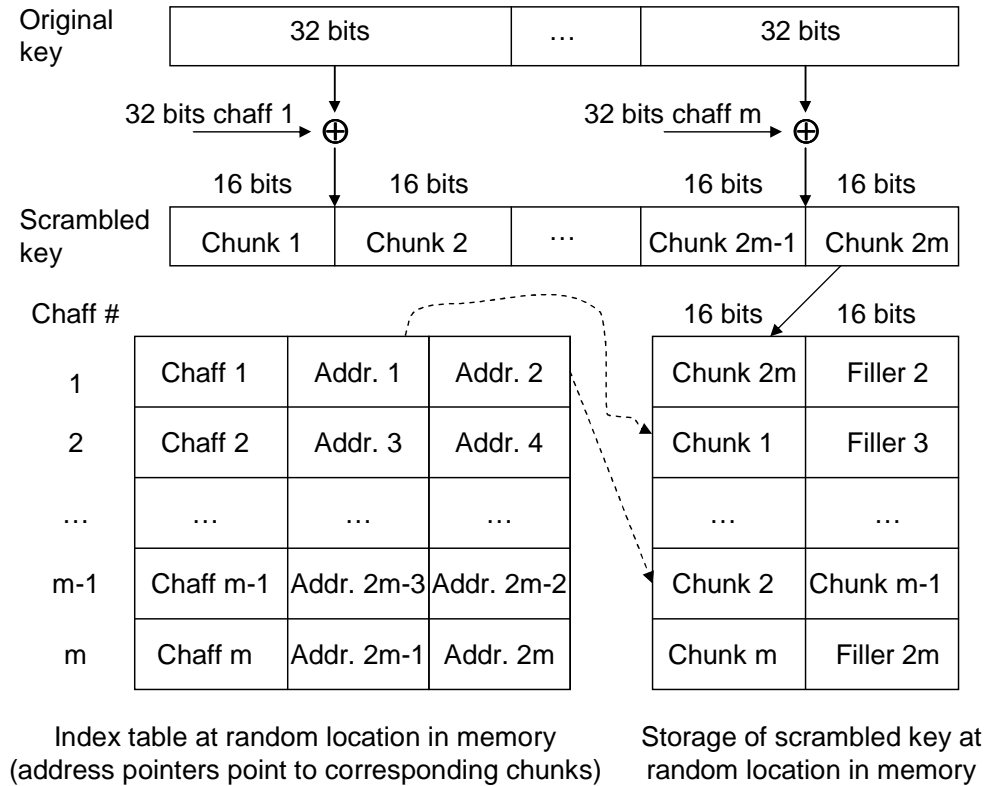 Original
key
32 bits
…
32 bits
32 bits chaff 1
32 bits chaff m
16 bits
16 bits
16 bits
16 bits
Scrambled
key
Chunk 1
Chunk 2
…
Chunk 2m-1
Chunk 2m
Chaff #
16 bits
16 bits
1
Chaff 1
Addr. 1
Addr. 2
Chunk 2m
Filler 2
2
Chaff 2
Addr. 3
Addr. 4
Chunk 1
Filler 3
…
…
…
…
…
…
m-1
Chaff m-1
Addr. 2m-3
Addr. 2m-2
Chunk 2
Chunk m-1
m
Chaff m
Addr. 2m-1
Addr. 2m
Chunk m
Filler 2m
Index table at random location in memory
(address pointers point to corresponding chunks)
Storage of scrambled key at
random location in memory